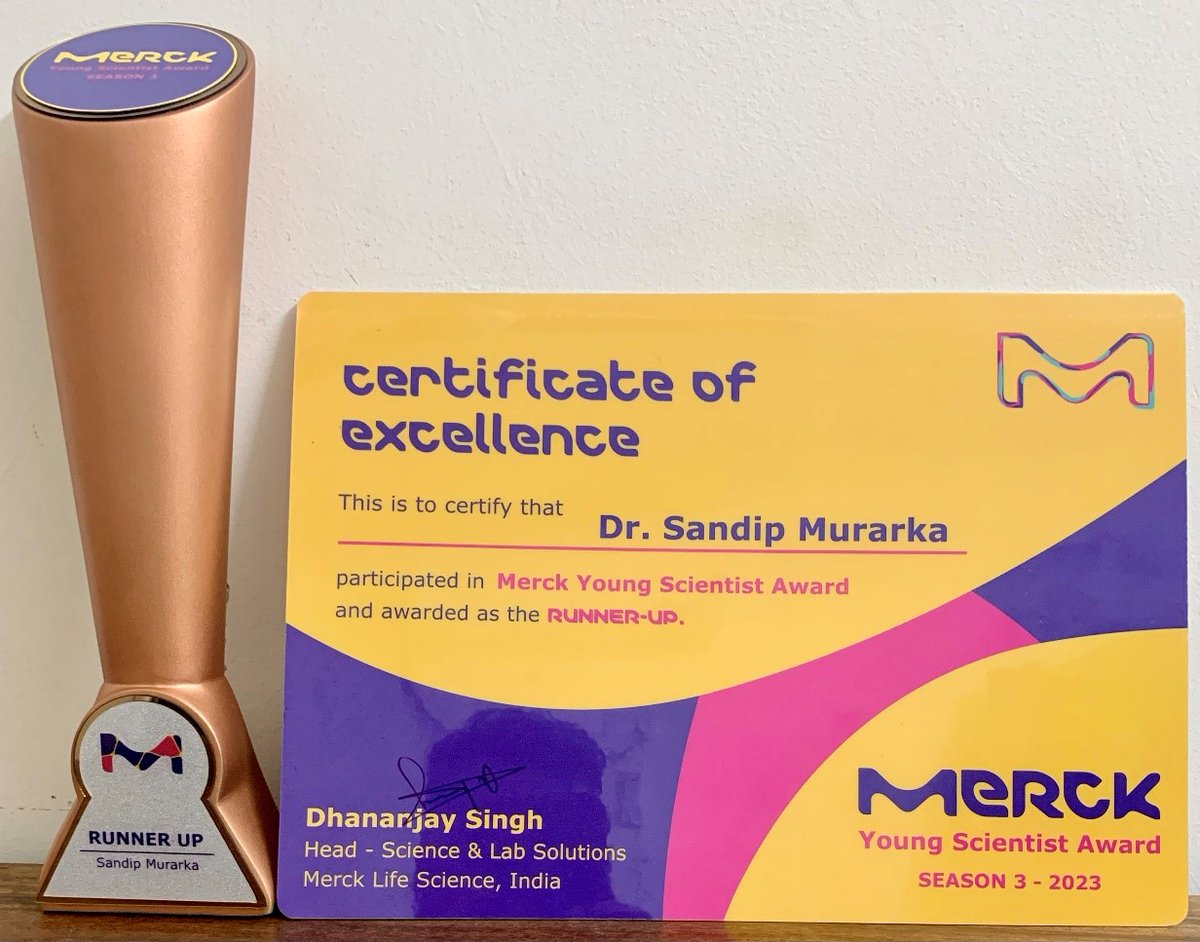 MERCK
Young Scientist Award
SEASON 3
RUNNER UP
Sandip Murarka
certificate of
excellence
This is to certify that Dr. Sandip Murarka
participated in Merck Young Scientist Award
and awarded as the RUNNER-UP.
Dhananjay Singh
Head - Science & Lab Solutions
Merck Life Science, India
MERCK
Young Scientist Award
SEASON 3 - 2023